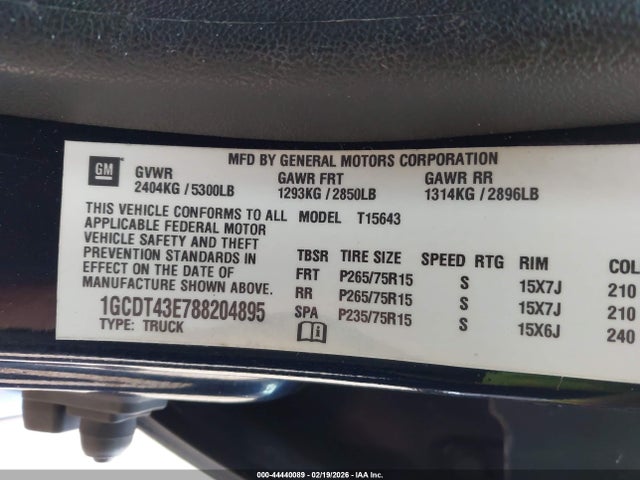 MFD BY GENERAL MOTORS CORPORATION
GM
GVWR GAWR FRT GAWR RR
2404KG / 5300LB 1293KG / 2850LB 1314KG / 2896LB
THIS VEHICLE CONFORMS TO ALL MODEL T15643
APPLICABLE FEDERAL MOTOR
VEHICLE SAFETY AND THEFT
PREVENTION STANDARDS IN
EFFECT ON THE DATE OF
MANUFACTURE SHOWN ABOVE.
1GCDT43E788204895
TYPE: TRUCK
TBSR TIRE SIZE SPEED RTG RIM COL
FRT P265/75R15 S 15X7J 210
RR P265/75R15 S 15X7J 210
SPA P235/75R15 S 15X6J 240
000-44440089 - 02/19/2026 - IAA Inc.